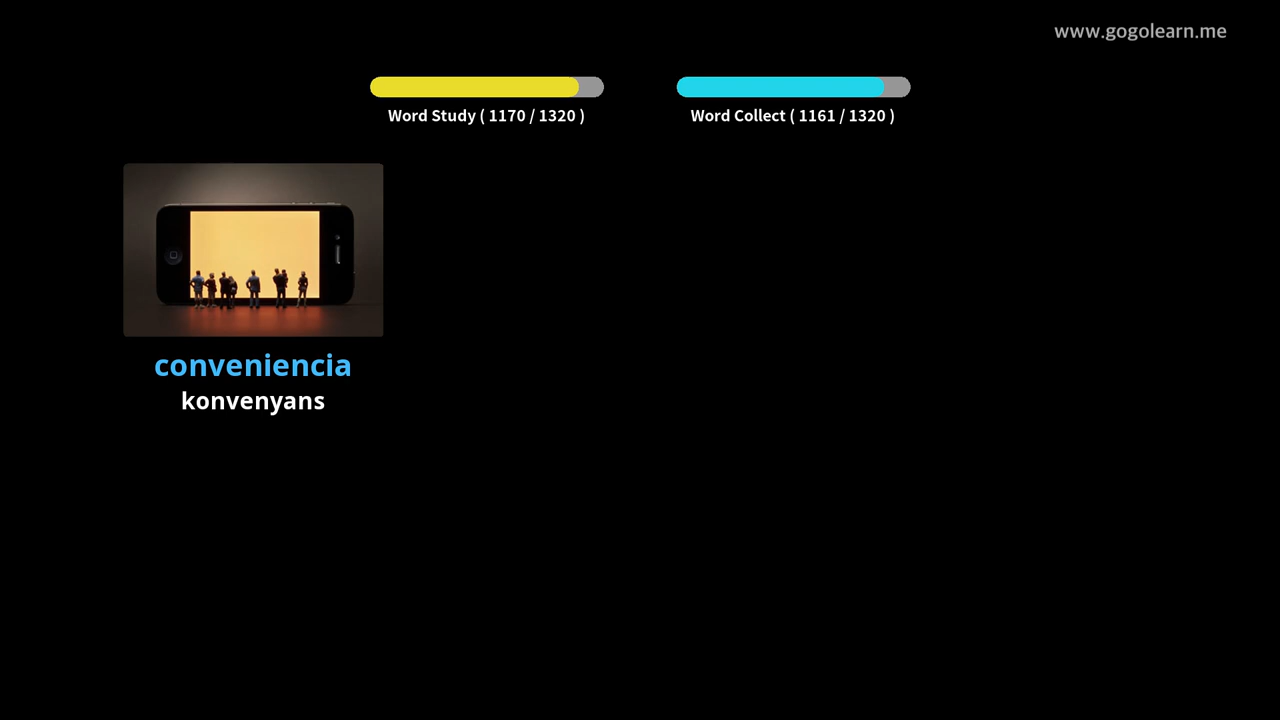 www.gogolearn.me
Word Study ( 1170 / 1320 )
Word Collect ( 1161 / 1320 )
conveniencia
konvenyans